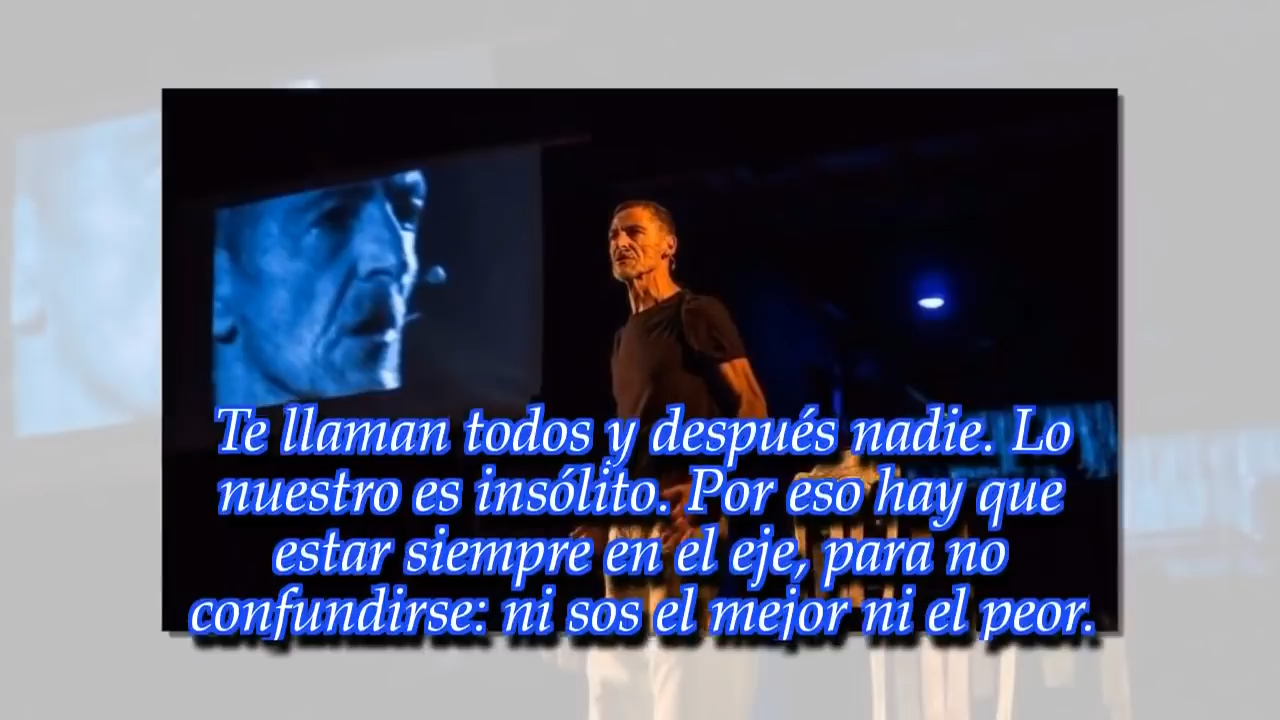 Te llaman todos y después nadie. Lo
nuestro es insólito. Por eso hay que
estar siempre en el eje, para no
confundirse: ni sos el mejor ni el peor.